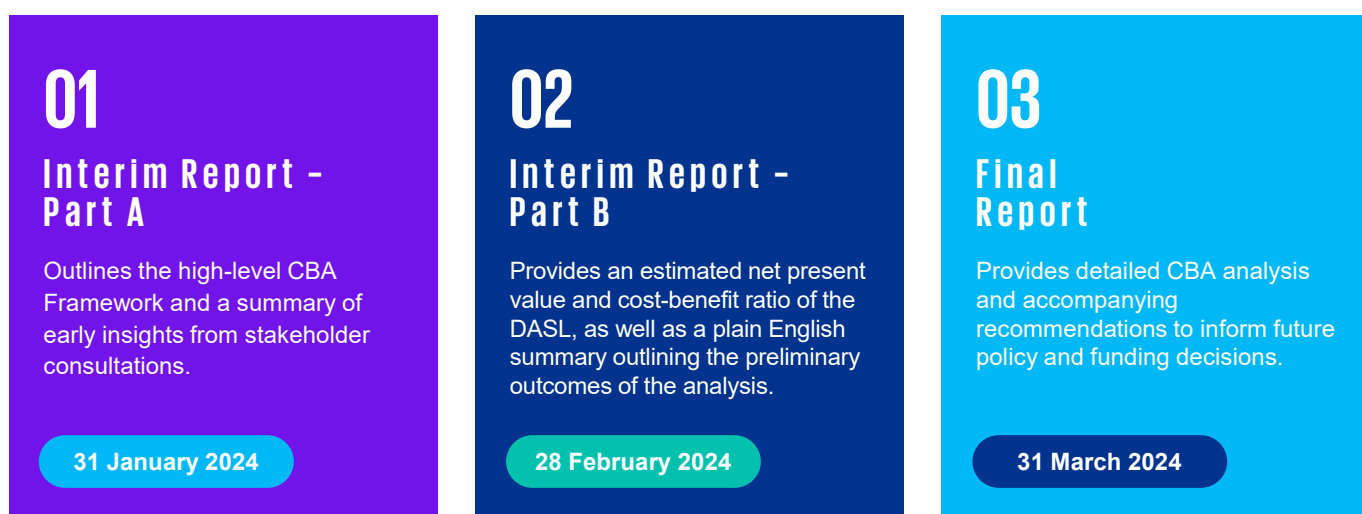 01
Interim Report –
Part A
Outlines the high-level CBA
Framework and a summary of
early insights from stakeholder
consultations.
31 January 2024
02
Interim Report –
Part B
Provides an estimated net present
value and cost-benefit ratio of the
DASL, as well as a plain English
summary outlining the preliminary
outcomes of the analysis.
28 February 2024
03
Final
Report
Provides detailed CBA analysis
and accompanying
recommendations to inform future
policy and funding decisions.
31 March 2024